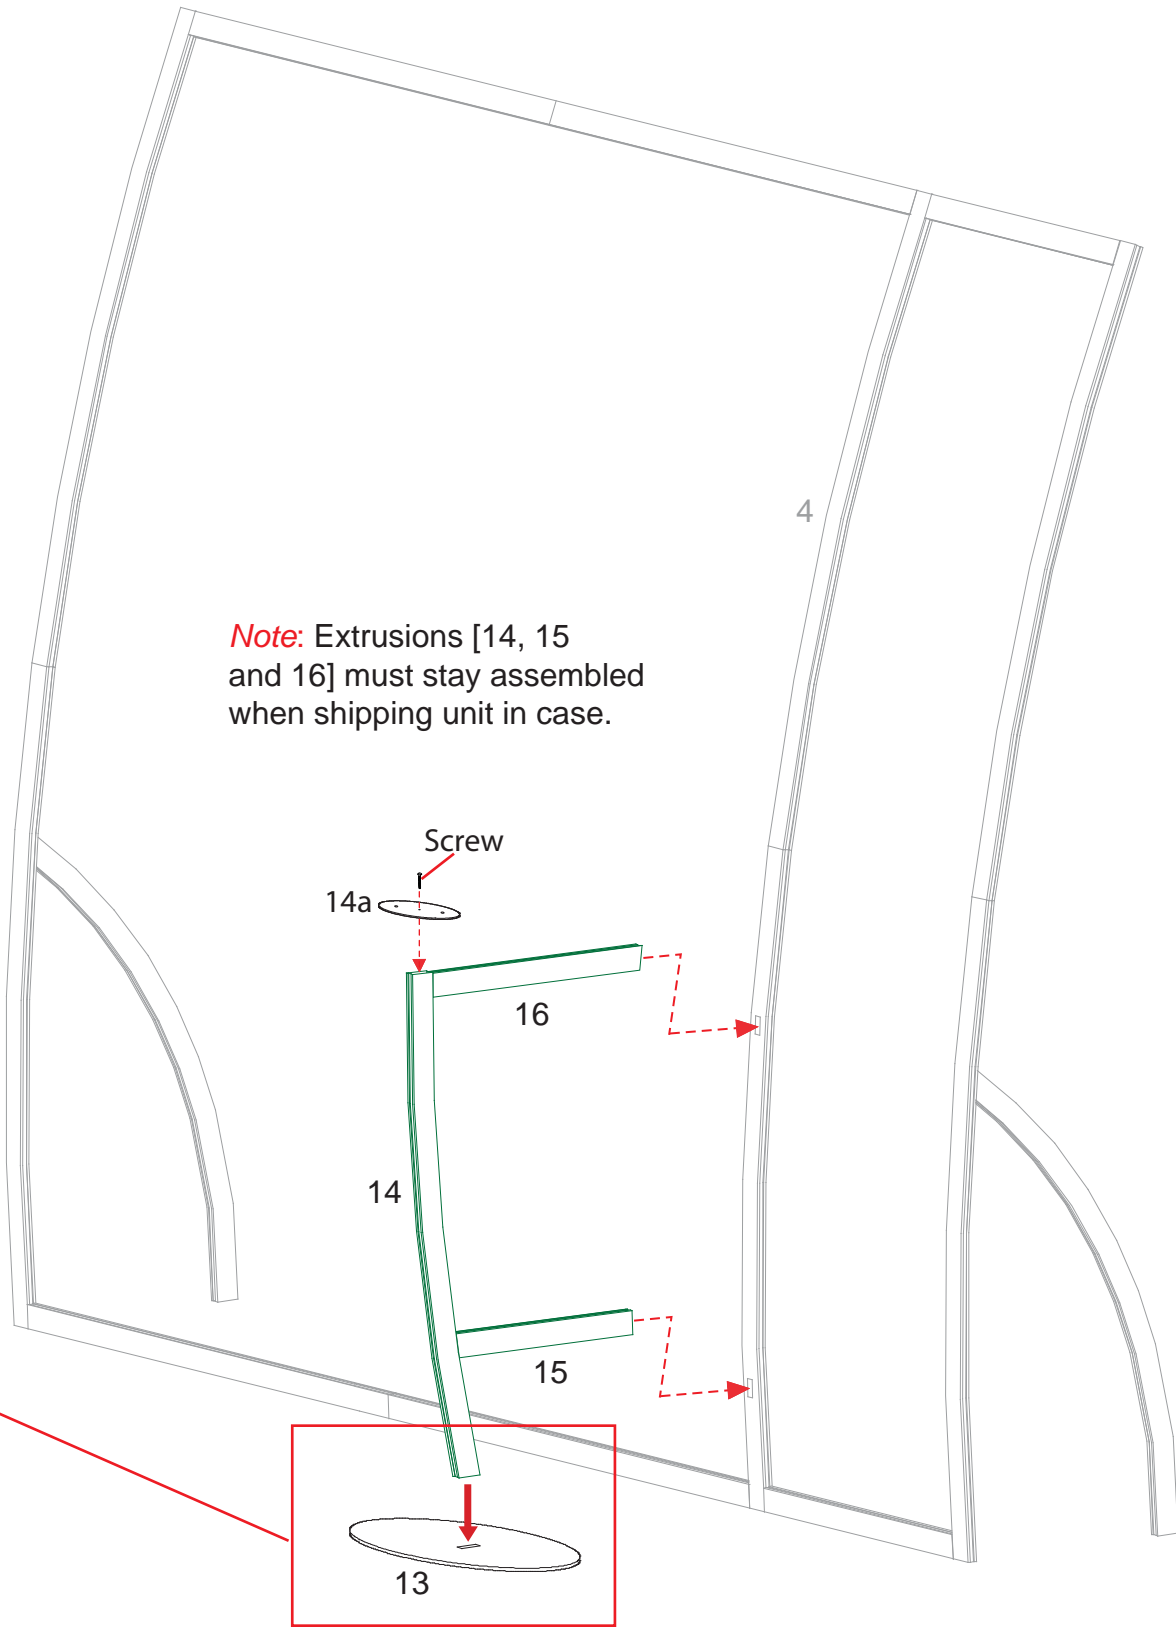 4
Note: Extrusions [14, 15
and 16] must stay assembled
when shipping unit in case.
Screw
14a
16
14
15
13